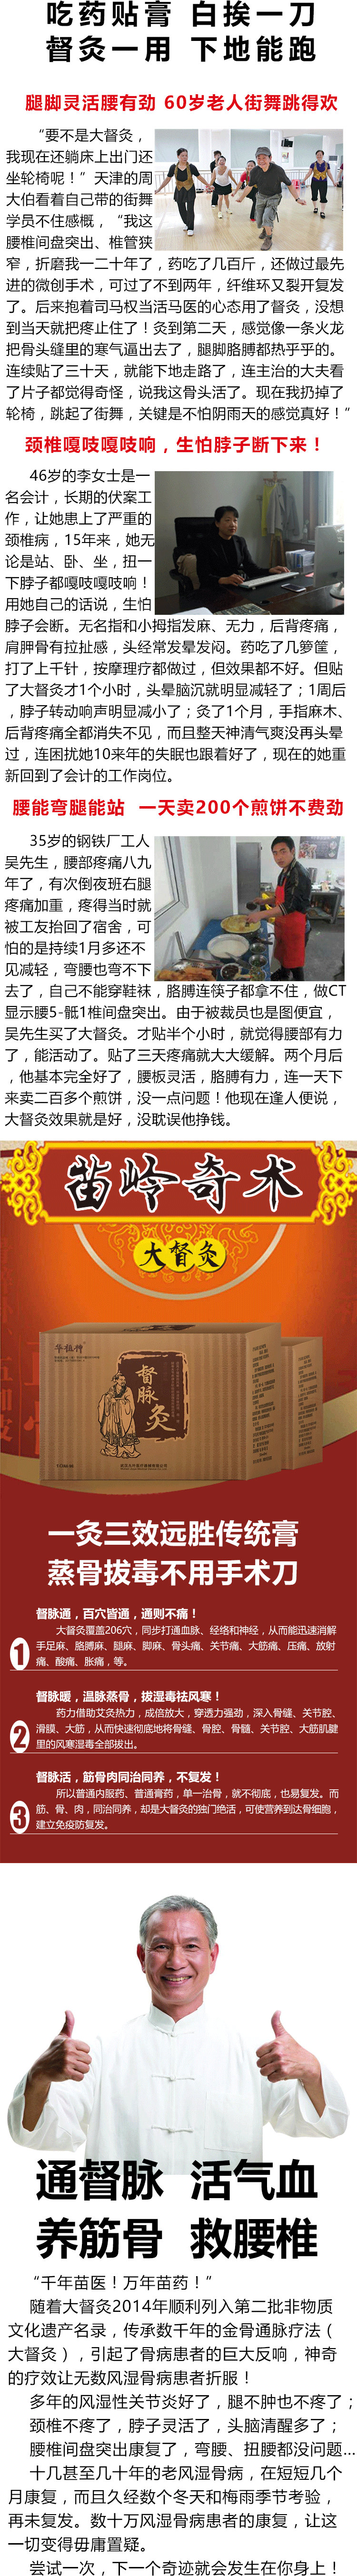 吃药贴膏 白挨一刀
督灸一用 下地能跑
腿脚灵活腰有劲 60岁老人街舞跳得欢
“要不是大督灸，
我现在还躺床上出门还
坐轮椅呢！”天津的周
大伯看着自己带的街舞
学员不住感概，“我这
腰椎间盘突出、椎管狭
窄，折磨我一二十年了，药吃了几百斤，还做过最先
进的微创手术，可过了不到两年，纤维环又裂开复发
了。后来抱着司马权当活马医的心态用了督灸，没想
到当天就把疼止住了！灸到第二天，感觉像一条火龙
把骨头缝里的寒气逼出去了，腿脚胳膊都热乎乎的。
连续贴了三十天，就能下地走路了，连主治的大夫看
了片子都觉得奇怪，说我这骨头活了。现在我扔掉了
轮椅，跳起了街舞，关键是不怕阴雨天的感觉真好！”
颈椎嘎吱嘎吱响，生怕脖子断下来！
46岁的李女士是一
名会计，长期的伏案工
作，让她患上了严重的
颈椎病，15年来，她无
论是站、卧、坐，扭一
下脖子都嘎吱嘎吱响！
用她自己的话说，生怕
脖子会断。无名指和小拇指发麻、无力，后背疼痛，
肩胛骨有拉扯感，头经常发晕发闷。药吃了几箩筐，
打了上千针，按摩理疗都做过，但效果都不好。但贴
了大督灸才1个小时，头晕脑沉就明显减轻了；1周后
，脖子转动响声明显减小了；灸了1个月，手指麻木、
后背疼痛全都消失不见，而且整天神清气爽没再头晕
过，连困扰她10来年的失眠也跟着好了，现在的她重
新回到了会计的工作岗位。
腰能弯腿能站 一天卖200个煎饼不费劲
35岁的钢铁厂工人
吴先生，腰部疼痛八九
年了，有次倒夜班右腿
疼痛加重，疼得当时就
被工友抬回了宿舍，可
怕的是持续1月多还不
见减轻，弯腰也弯不下
去了，自己不能穿鞋袜，胳膊连筷子都拿不住，做CT
显示腰5-骶1椎间盘突出。由于被裁员也是图便宜，
吴先生买了大督灸。才贴半个小时，就觉得腰部有力
了，能活动了。贴了三天疼痛就大大缓解。两个月后
，他基本完全好了，腰板灵活，胳膊有力，连一天下
来卖二百多个煎饼，没一点问题！他现在逢人便说，
大督灸效果就是好，没耽误他挣钱。
苗岭奇术
大督灸
华祖神
督脉灸
一灸三效远胜传统膏
蒸骨拔毒不用手术刀
督脉通，百穴皆通，通则不痛！
1
大督灸覆盖206穴，同步打通血脉、经络和神经，从而能迅速消解
手足麻、胳膊麻、腿麻、脚麻、骨头痛、关节痛、大筋痛、压痛、放射
痛、酸痛、胀痛，等。
督脉暖，温脉蒸骨，拔湿毒祛风寒！
2
药力借助艾灸热力，成倍放大，穿透力强劲，深入骨缝、关节腔、
滑膜、大筋，从而快速彻底地将骨缝、骨腔、骨髓、关节腔、大筋肌腱
里的风寒湿毒全部拔出。
督脉活，筋骨肉同治同养，不复发！
3
所以普通内服药、普通膏药，单一治骨，就不彻底，也易复发。而
筋、骨、肉，同治同养，却是大督灸的独门绝活，可使营养到达骨细胞，
建立免疫防复发。
通督脉 活气血
养筋骨 救腰椎
“千年苗医！万年苗药！”
随着大督灸2014年顺利列入第二批非物质
文化遗产名录，传承数千年的金骨通脉疗法（
大督灸），引起了骨病患者的巨大反响，神奇
的疗效让无数风湿骨病患者折服！
多年的风湿性关节炎好了，腿不肿也不疼了；
颈椎不疼了，脖子灵活了，头脑清醒多了；
腰椎间盘突出康复了，弯腰、扭腰都没问题...
十几甚至几十年的老风湿骨病，在短短几个
月康复，而且久经数个冬天和梅雨季节考验，
再未复发。数十万风湿骨病患者的康复，让这
一切变得毋庸置疑。
尝试一次，下一个奇迹就会发生在你身上！